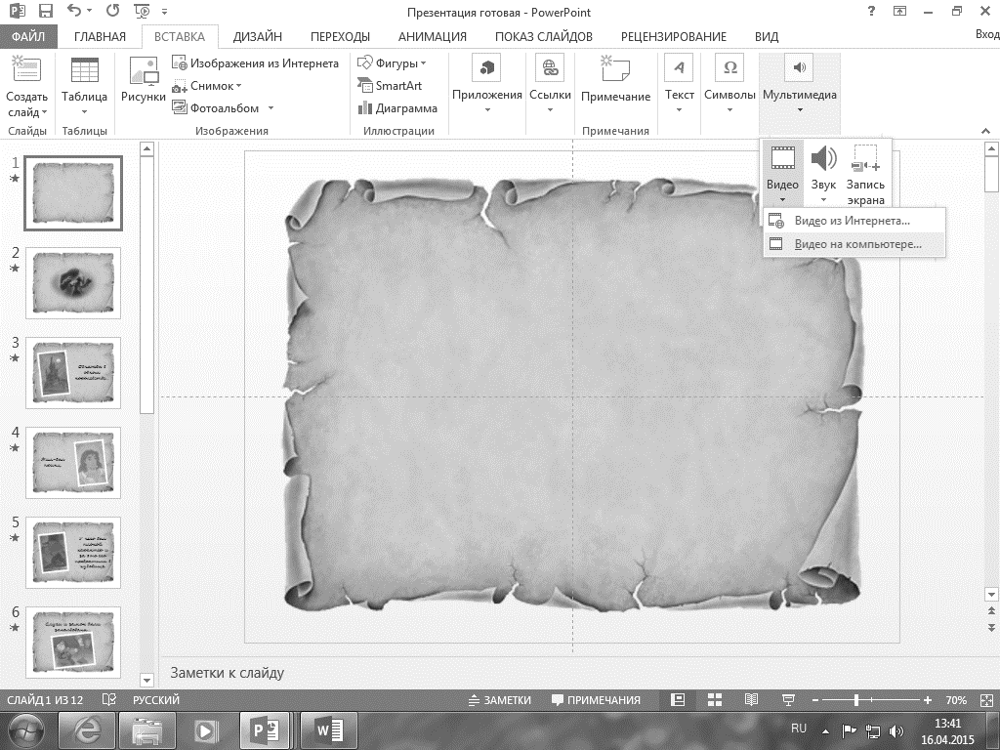 Презентация готовая - PowerPoint
?
Вход
ФАЙЛ ГЛАВНАЯ ВСТАВКА ДИЗАЙН ПЕРЕХОДЫ АНИМАЦИЯ ПОКАЗ СЛАЙДОВ РЕЦЕНЗИРОВАНИЕ ВИД
Создать слайд
Таблица
Рисунки
Изображения из Интернета
Снимок
Фотоальбом
Фигуры
SmartArt
Диаграмма
Приложения
Ссылки
Примечание
Текст
Символы
Мультимедиа
Слайды Таблицы Изображения Иллюстрации Примечания
Видео
Звук
Запись
экрана
Видео из Интернета...
Видео на компьютере...
1
2
3
4
5
6
Заметки к слайду
СЛАЙД 1 ИЗ 12 РУССКИЙ ЗАМЕТКИ ПРИМЕЧАНИЯ 70%
RU
13:41
16.04.2015